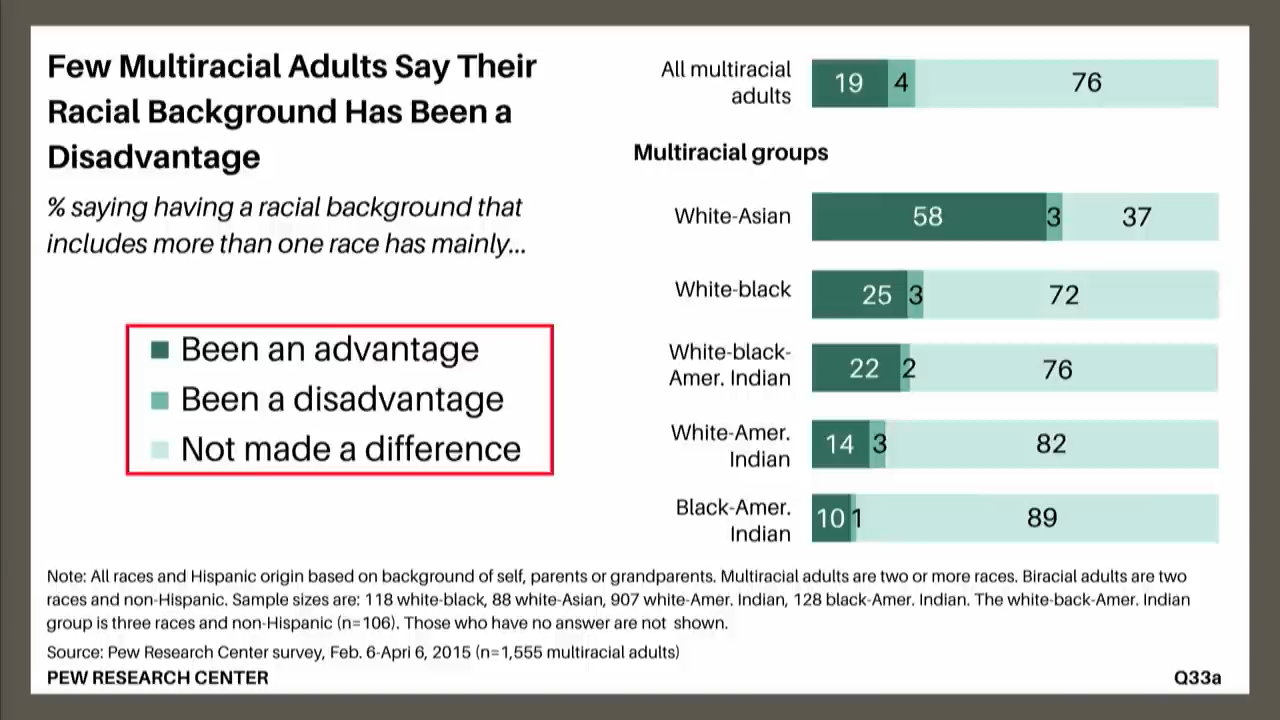 Few Multiracial Adults Say Their
Racial Background Has Been a
Disadvantage
% saying having a racial background that
includes more than one race has mainly...
Been an advantage
Been a disadvantage
Not made a difference
All multiracial
adults
19 4 76
Multiracial groups
White-Asian
58 3 37
White-black
25 3 72
White-black-
Amer. Indian
22 2 76
White-Amer.
Indian
14 3 82
Black-Amer.
Indian
10 1 89
Note: All races and Hispanic origin based on background of self, parents or grandparents. Multiracial adults are two or more races. Biracial adults are two
races and non-Hispanic. Sample sizes are: 118 white-black, 88 white-Asian, 907 white-Amer. Indian, 128 black-Amer. Indian. The white-back-Amer. Indian
group is three races and non-Hispanic (n=106). Those who have no answer are not shown.
Source: Pew Research Center survey, Feb. 6-Apri 6, 2015 (n=1,555 multiracial adults)
PEW RESEARCH CENTER
Q33a